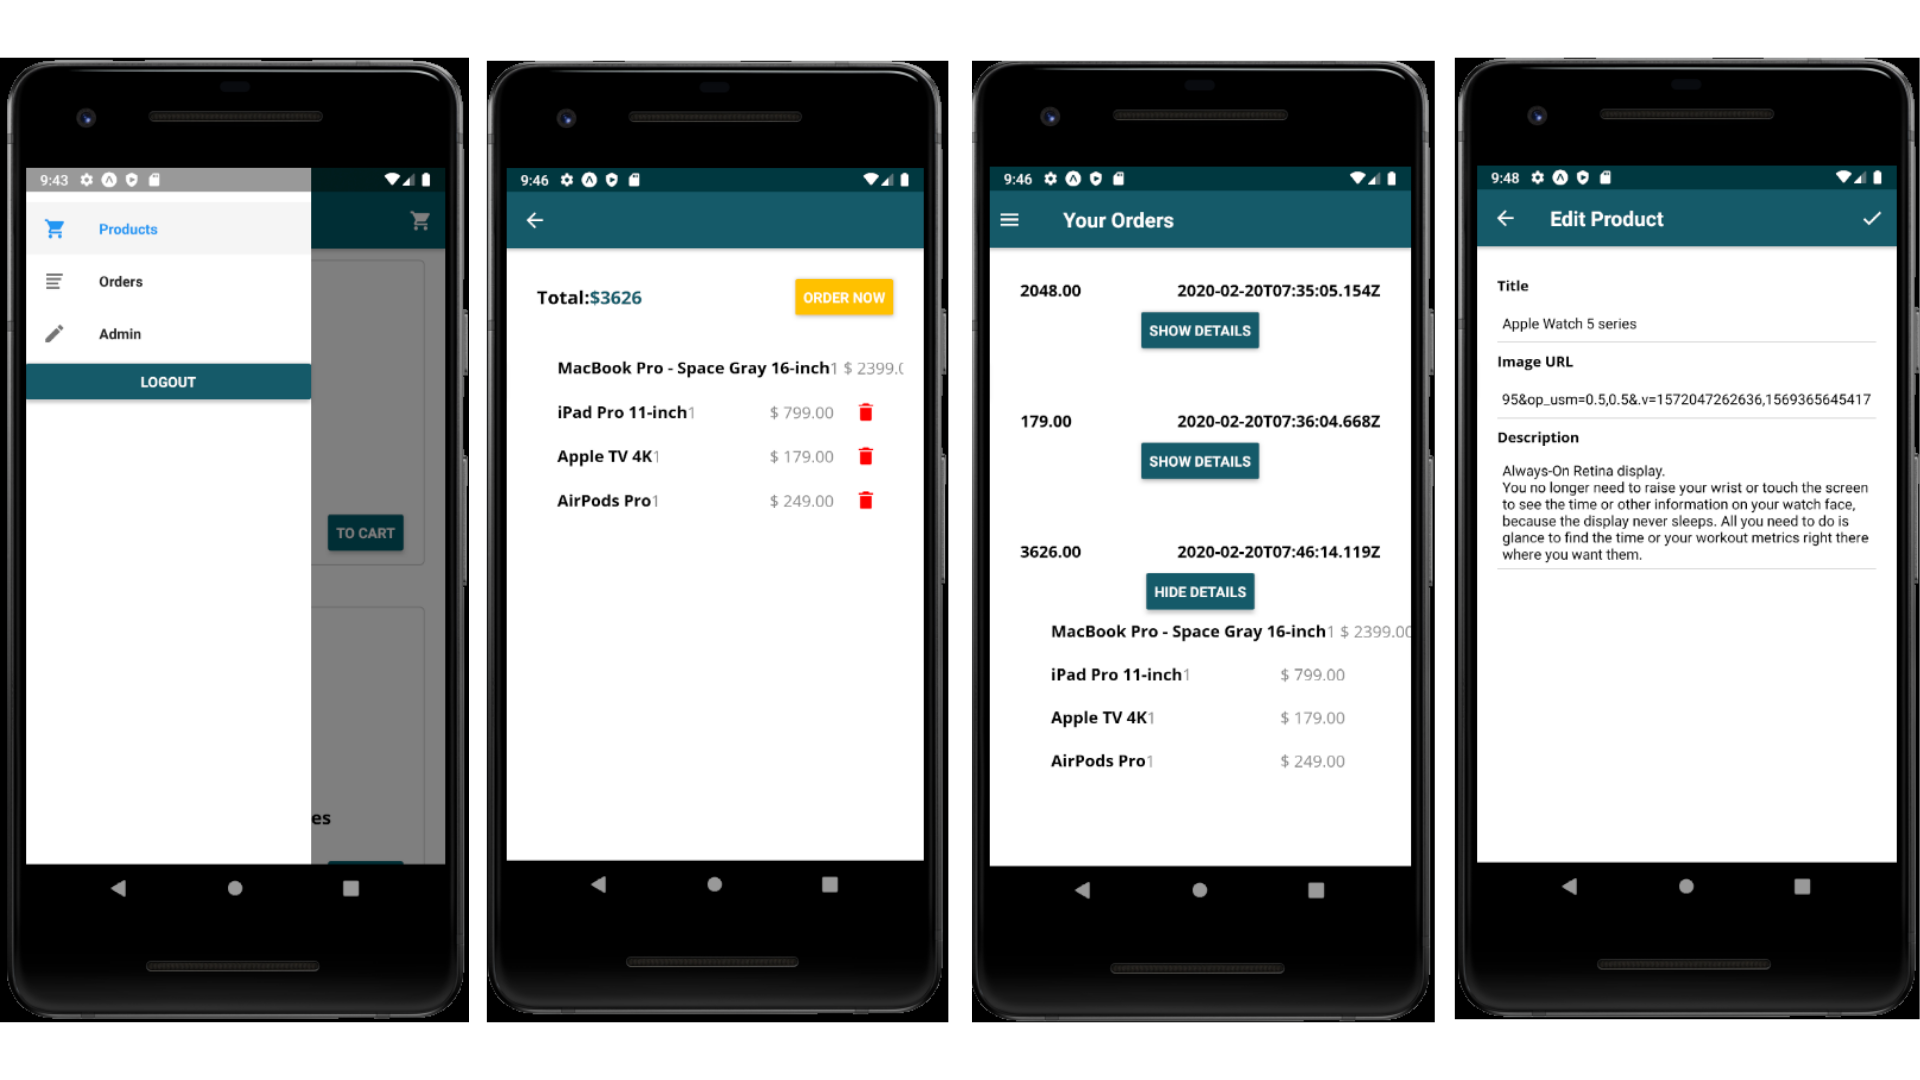 9:43
Products
Orders
Admin
LOGOUT
TO CART
es
9:46
Total:$3626
ORDER NOW
MacBook Pro - Space Gray 16-inch1 $ 2399.0
iPad Pro 11-inch1 $ 799.00
Apple TV 4K1 $ 179.00
AirPods Pro1 $ 249.00
9:46
Your Orders
2048.00 2020-02-20T07:35:05.154Z
SHOW DETAILS
179.00 2020-02-20T07:36:04.668Z
SHOW DETAILS
3626.00 2020-02-20T07:46:14.119Z
HIDE DETAILS
MacBook Pro - Space Gray 16-inch1 $ 2399.00
iPad Pro 11-inch1 $ 799.00
Apple TV 4K1 $ 179.00
AirPods Pro1 $ 249.00
9:48
Edit Product
Title
Apple Watch 5 series
Image URL
95&op_usm=0.5,0.5&.v=1572047262636,1569365645417
Description
Always-On Retina display.
You no longer need to raise your wrist or touch the screen
to see the time or other information on your watch face,
because the display never sleeps. All you need to do is
glance to find the time or your workout metrics right there
where you want them.